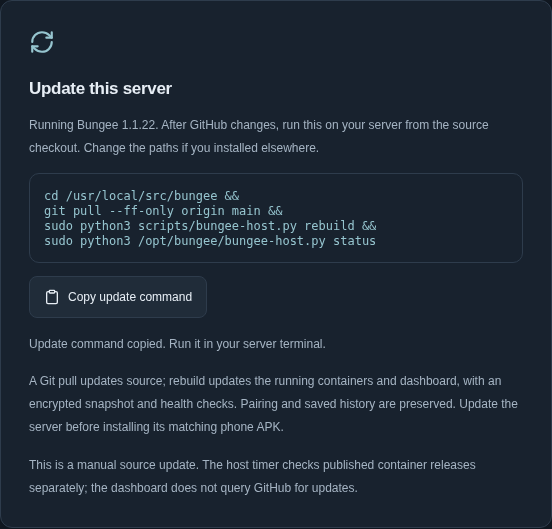 Update this server
Running Bungee 1.1.22. After GitHub changes, run this on your server from the source
checkout. Change the paths if you installed elsewhere.
cd /usr/local/src/bungee &&
git pull --ff-only origin main &&
sudo python3 scripts/bungee-host.py rebuild &&
sudo python3 /opt/bungee/bungee-host.py status
Copy update command
Update command copied. Run it in your server terminal.
A Git pull updates source; rebuild updates the running containers and dashboard, with an
encrypted snapshot and health checks. Pairing and saved history are preserved. Update the
server before installing its matching phone APK.
This is a manual source update. The host timer checks published container releases
separately; the dashboard does not query GitHub for updates.